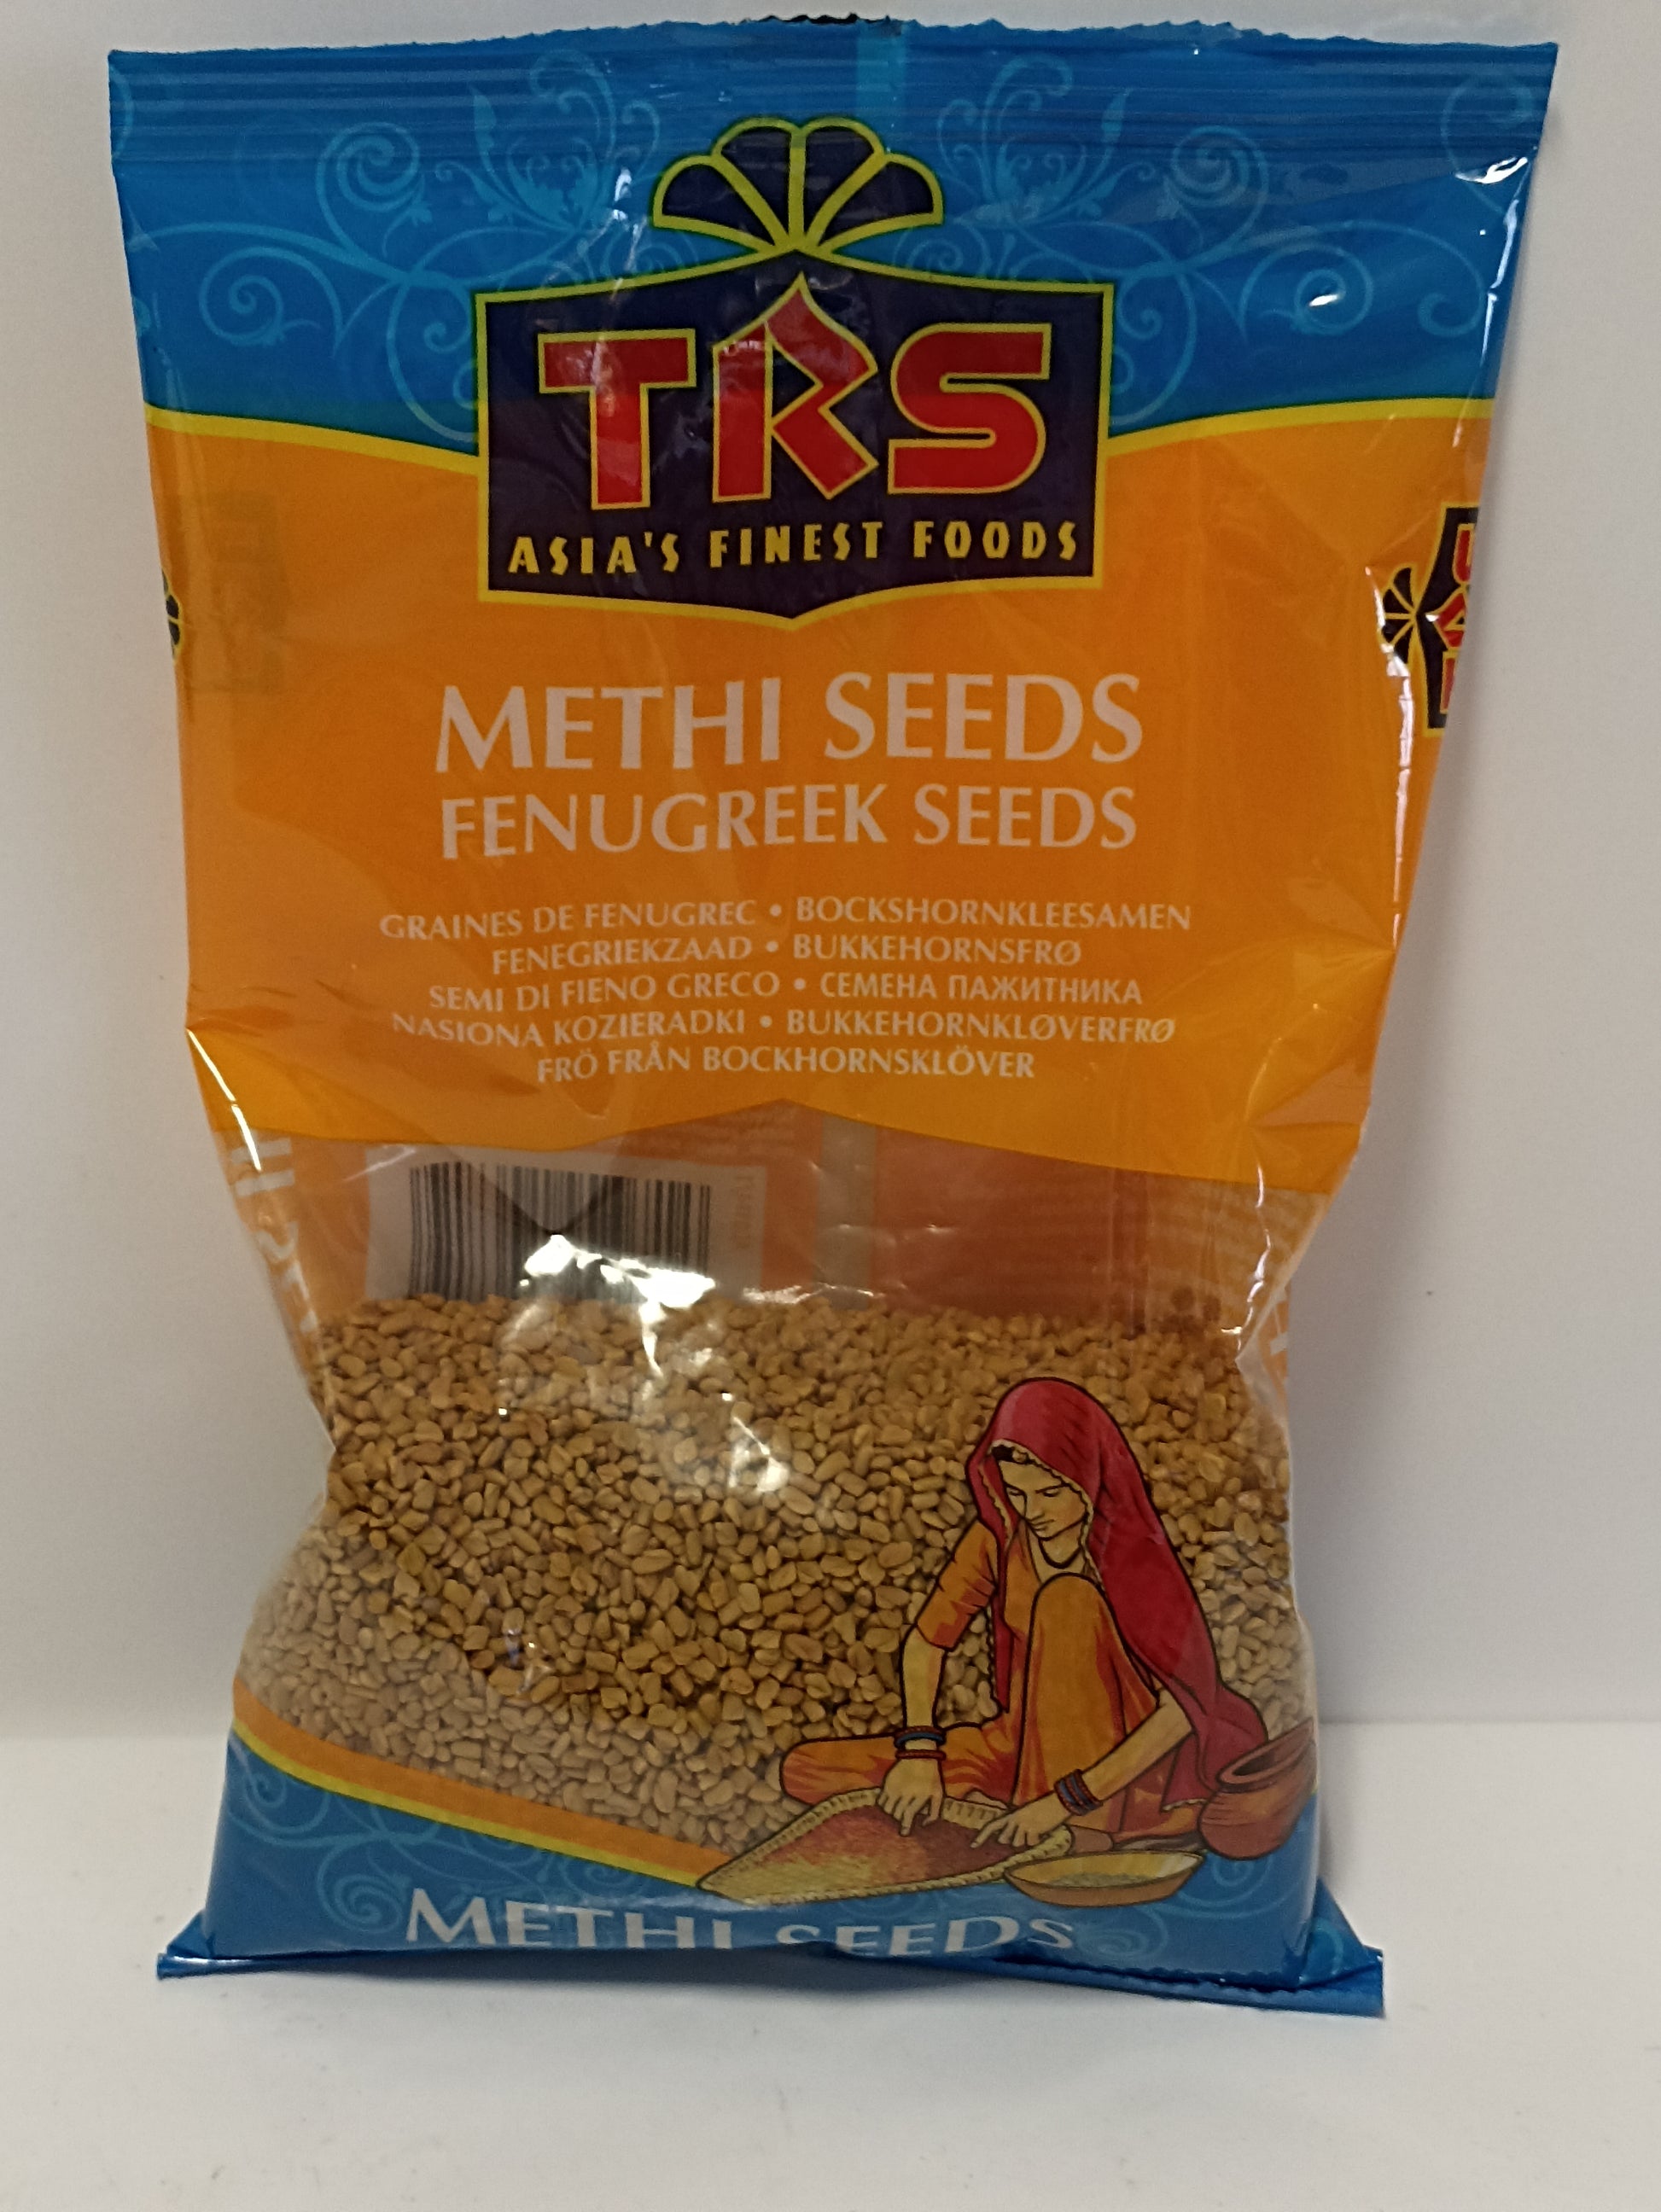 TRS
ASIA'S FINEST FOODS
METHI SEEDS
FENUGREEK SEEDS
GRAINES DE FENUGREC • BOCKSHORNKLEESAMEN
FENEGRIEKZAAD • BUKKEHORNSFRØ
SEMI DI FIENO GRECO • СЕМЕНА ПАЖИТНИКА
NASIONA KOZIERADKI • BUKKEHORNKLØVERFRØ
FRÖ FRÅN BOCKHORNSKLÖVER
METHI SEEDS